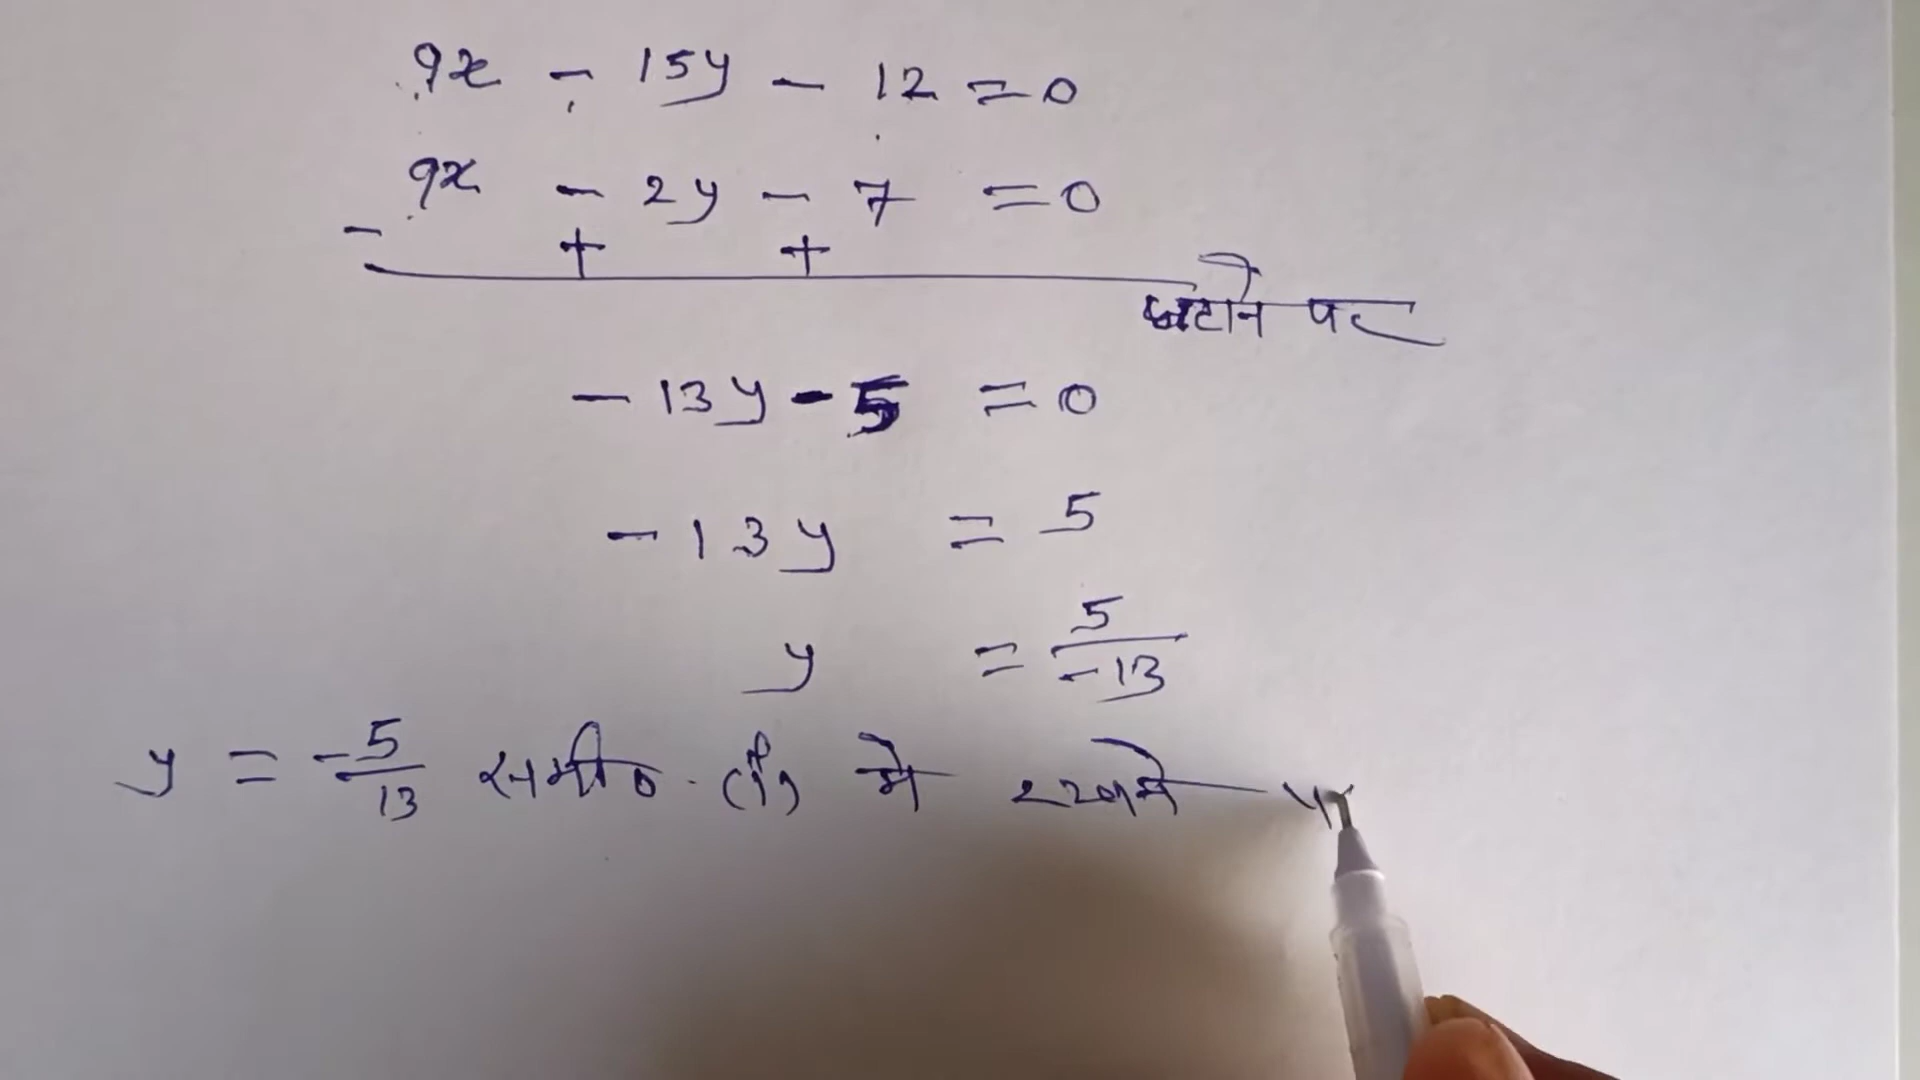 9x - 15y - 12 = 0
9x - 2y - 7 = 0
- + +
घटाने पर
- 13y - 5 = 0
- 13y = 5
y = 5/-13
y = -5/13 समी० (i) में रखने पर